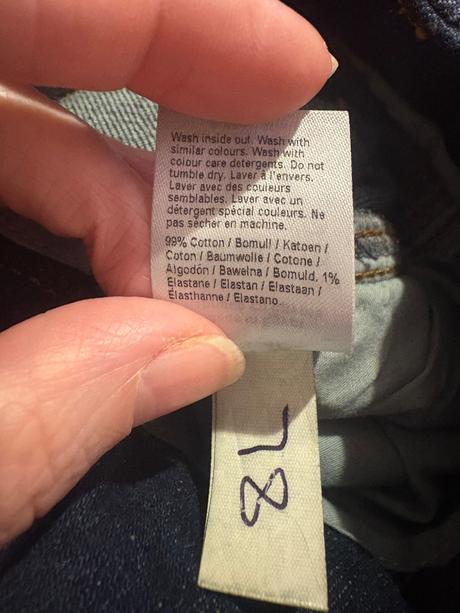 Wash inside out. Wash with
similar colours. Wash with
colour care detergents. Do not
tumble dry. Laver à l'envers.
Laver avec des couleurs
semblables. Laver avec un
détergent spécial couleurs. Ne
pas sécher en machine.
99% Cotton / Bomull / Katoen /
Coton / Baumwolle / Cotone /
Algodón / Bawelna / Bomuld, 1%
Elastane / Elastan / Elastaan /
Élasthanne / Elastano